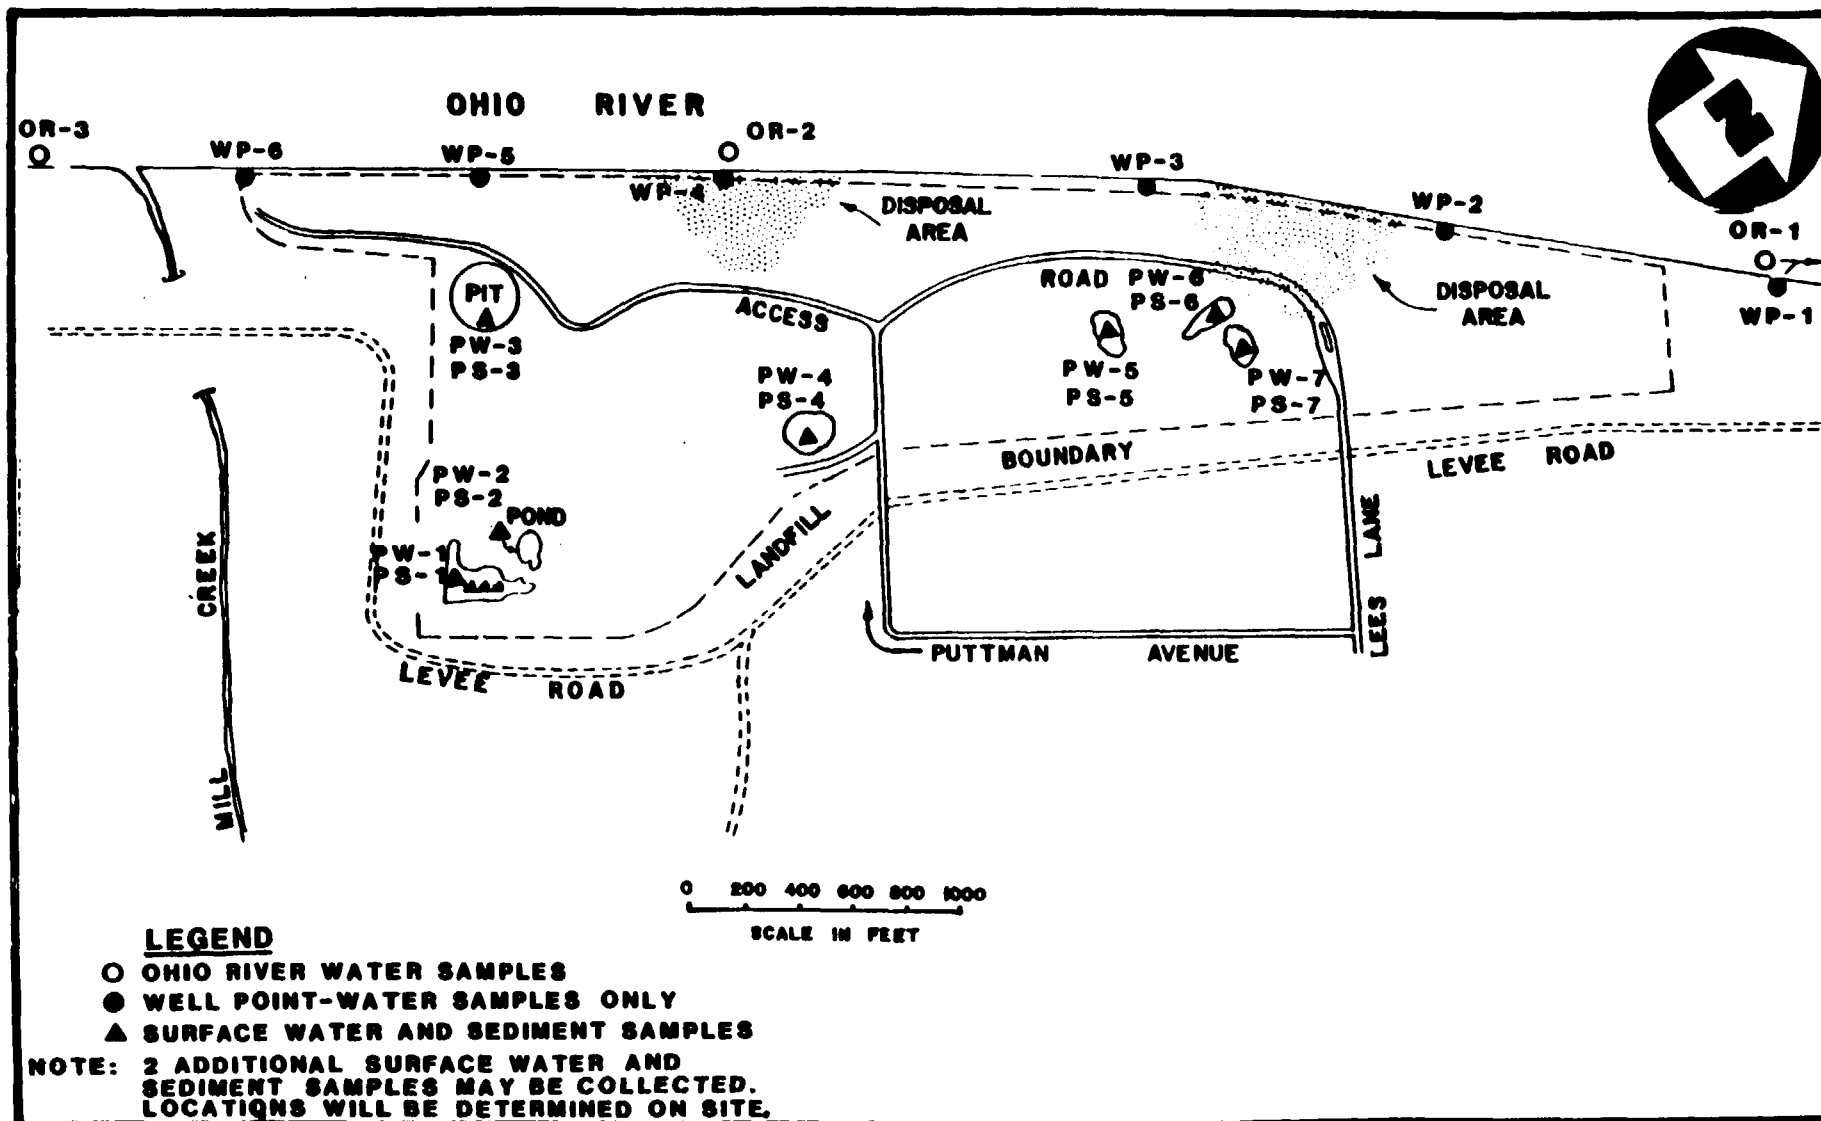 OHIO RIVER
OR-3
OR-2
WP-6
WP-5
WP-4
WP-3
WP-2
OR-1
WP-1
N
DISPOSAL
AREA
DISPOSAL
AREA
PIT
PW-3
PS-3
ACCESS
ROAD
PW-6
PS-6
PW-4
PS-4
PW-5
PS-5
PW-7
PS-7
PW-2
PS-2
POND
PW-1
PS-1
LANDFILL
BOUNDARY
LEVEE ROAD
MILL CREEK
LEVEE ROAD
PUTTMAN AVENUE
LEES LANE
0 200 400 600 800 1000
SCALE IN FEET
LEGEND
OHIO RIVER WATER SAMPLES
WELL POINT-WATER SAMPLES ONLY
SURFACE WATER AND SEDIMENT SAMPLES
NOTE: 2 ADDITIONAL SURFACE WATER AND
SEDIMENT SAMPLES MAY BE COLLECTED.
LOCATIONS WILL BE DETERMINED ON SITE.